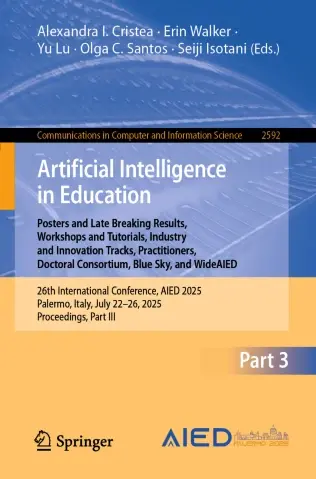 Alexandra I. Cristea · Erin Walker ·
Yu Lu · Olga C. Santos · Seiji Isotani (Eds.)
Communications in Computer and Information Science 2592
Artificial Intelligence
in Education
Posters and Late Breaking Results,
Workshops and Tutorials, Industry
and Innovation Tracks, Practitioners,
Doctoral Consortium, Blue Sky, and WideAIED
26th International Conference, AIED 2025
Palermo, Italy, July 22–26, 2025
Proceedings, Part III
Part 3
Springer
AIED
PALERMO 2025